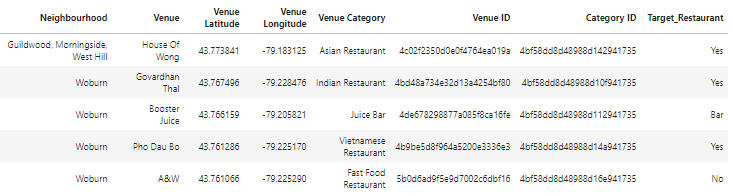 Neighbourhood Venue Venue Latitude Venue Longitude Venue Category Venue ID Category ID Target_Restaurant
Guildwood, Morningside, West Hill House Of Wong 43.773841 -79.183125 Asian Restaurant 4c02f2350d0e0f4764ea019a 4bf58dd8d48988d142941735 Yes
Woburn Govardhan Thal 43.767496 -79.228476 Indian Restaurant 4bd48a734e32d13a4254bf80 4bf58dd8d48988d10f941735 Yes
Woburn Booster Juice 43.766159 -79.205821 Juice Bar 4de678298877a085f8ca16fe 4bf58dd8d48988d112941735 Bar
Woburn Pho Dau Bo 43.761286 -79.225170 Vietnamese Restaurant 4b9be5d8f964a5200e3336e3 4bf58dd8d48988d14a941735 Yes
Woburn A&W 43.761066 -79.225290 Fast Food Restaurant 5b0d6ad9f5e9d7002c6dbf16 4bf58dd8d48988d16e941735 No